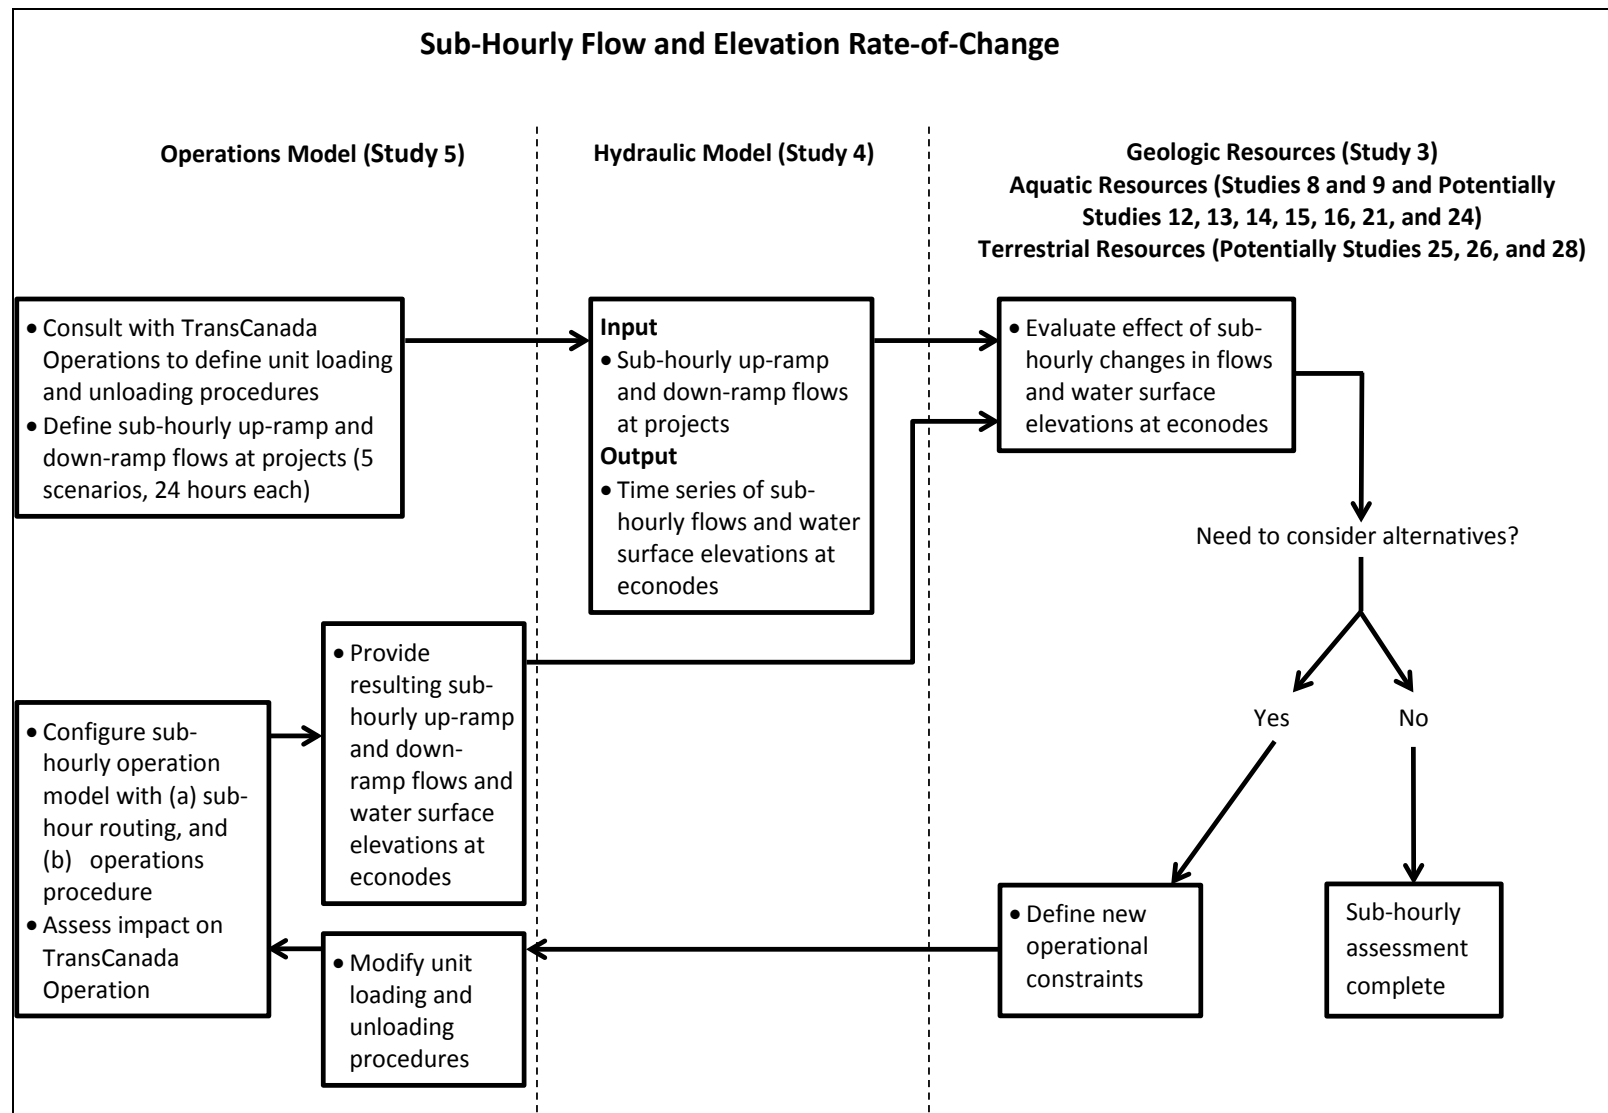 Sub-Hourly Flow and Elevation Rate-of-Change
Operations Model (Study 5)
Hydraulic Model (Study 4)
Geologic Resources (Study 3)
Aquatic Resources (Studies 8 and 9 and Potentially
Studies 12, 13, 14, 15, 16, 21, and 24)
Terrestrial Resources (Potentially Studies 25, 26, and 28)
• Consult with TransCanada
Operations to define unit loading
and unloading procedures
• Define sub-hourly up-ramp and
down-ramp flows at projects (5
scenarios, 24 hours each)
Input
• Sub-hourly up-ramp
and down-ramp flows
at projects
Output
• Time series of sub-
hourly flows and water
surface elevations at
econodes
• Evaluate effect of sub-
hourly changes in flows
and water surface
elevations at econodes
Need to consider alternatives?
Yes
No
• Define new
operational
constraints
Sub-hourly
assessment
complete
• Modify unit
loading and
unloading
procedures
• Configure sub-
hourly operation
model with (a) sub-
hour routing, and
(b) operations
procedure
• Assess impact on
TransCanada
Operation
• Provide
resulting sub-
hourly up-ramp
and down-
ramp flows and
water surface
elevations at
econodes